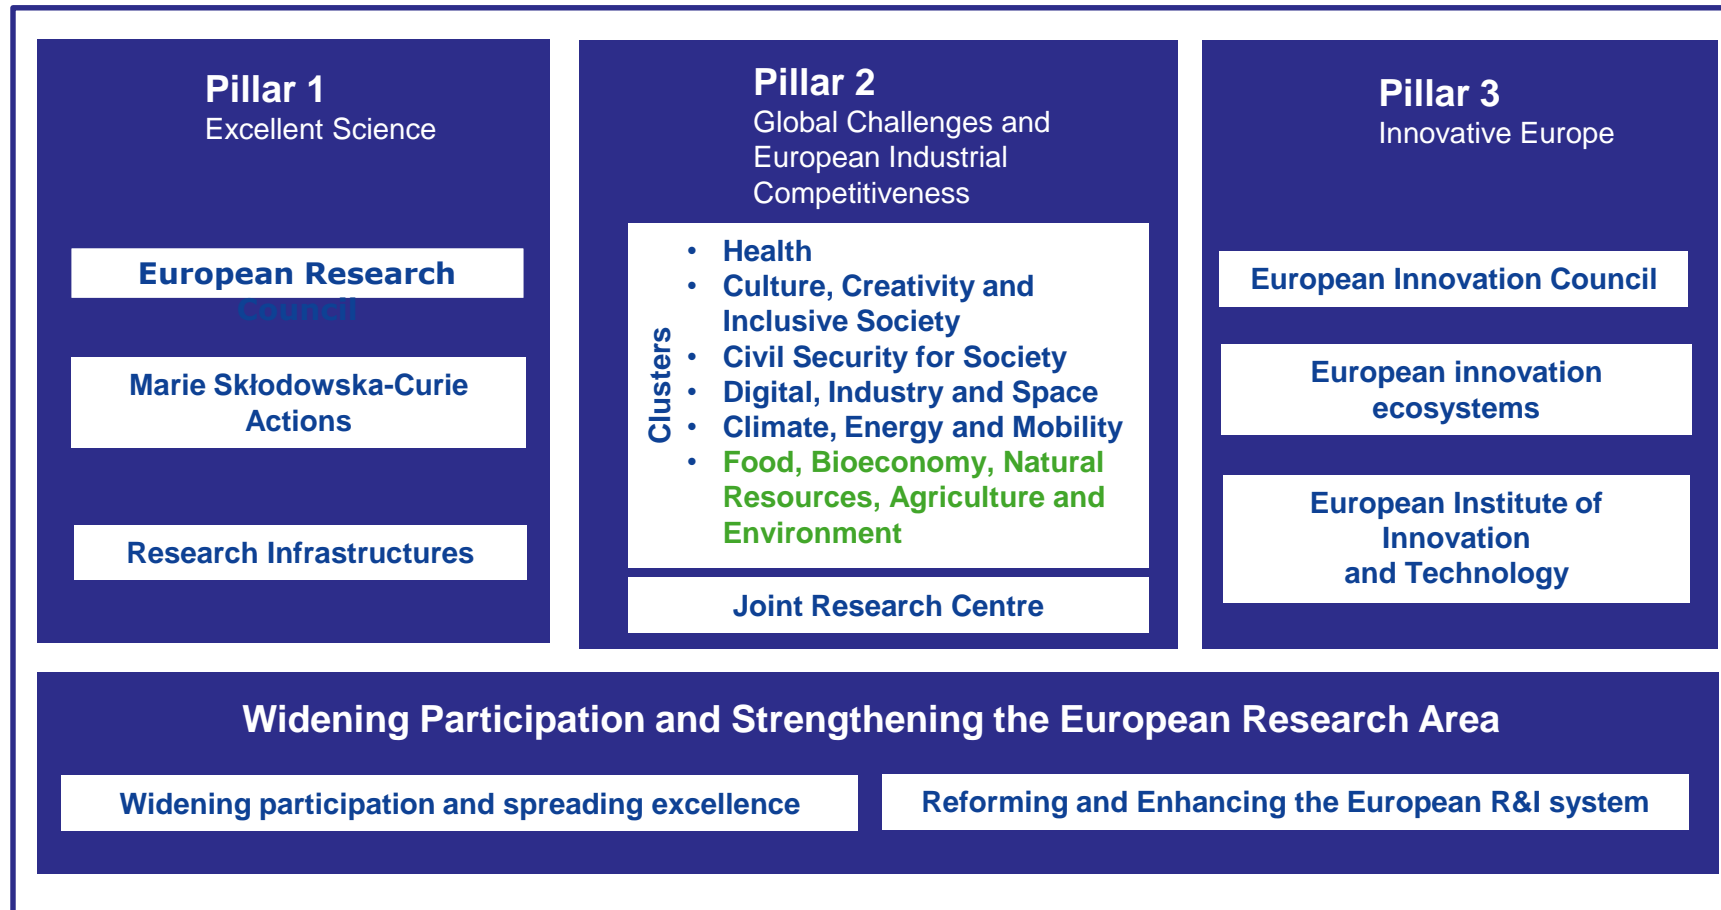 Pillar 1
Excellent Science
European Research
Council
Marie Skłodowska-Curie
Actions
Research Infrastructures
Pillar 2
Global Challenges and
European Industrial
Competitiveness
Clusters
• Health
• Culture, Creativity and
Inclusive Society
• Civil Security for Society
• Digital, Industry and Space
• Climate, Energy and Mobility
• Food, Bioeconomy, Natural
Resources, Agriculture and
Environment
Joint Research Centre
Pillar 3
Innovative Europe
European Innovation Council
European innovation
ecosystems
European Institute of
Innovation
and Technology
Widening Participation and Strengthening the European Research Area
Widening participation and spreading excellence
Reforming and Enhancing the European R&I system